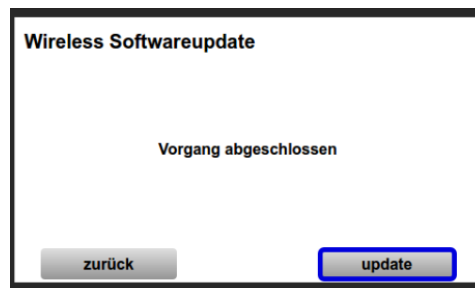 Wireless Softwareupdate
Vorgang abgeschlossen
zurück
update